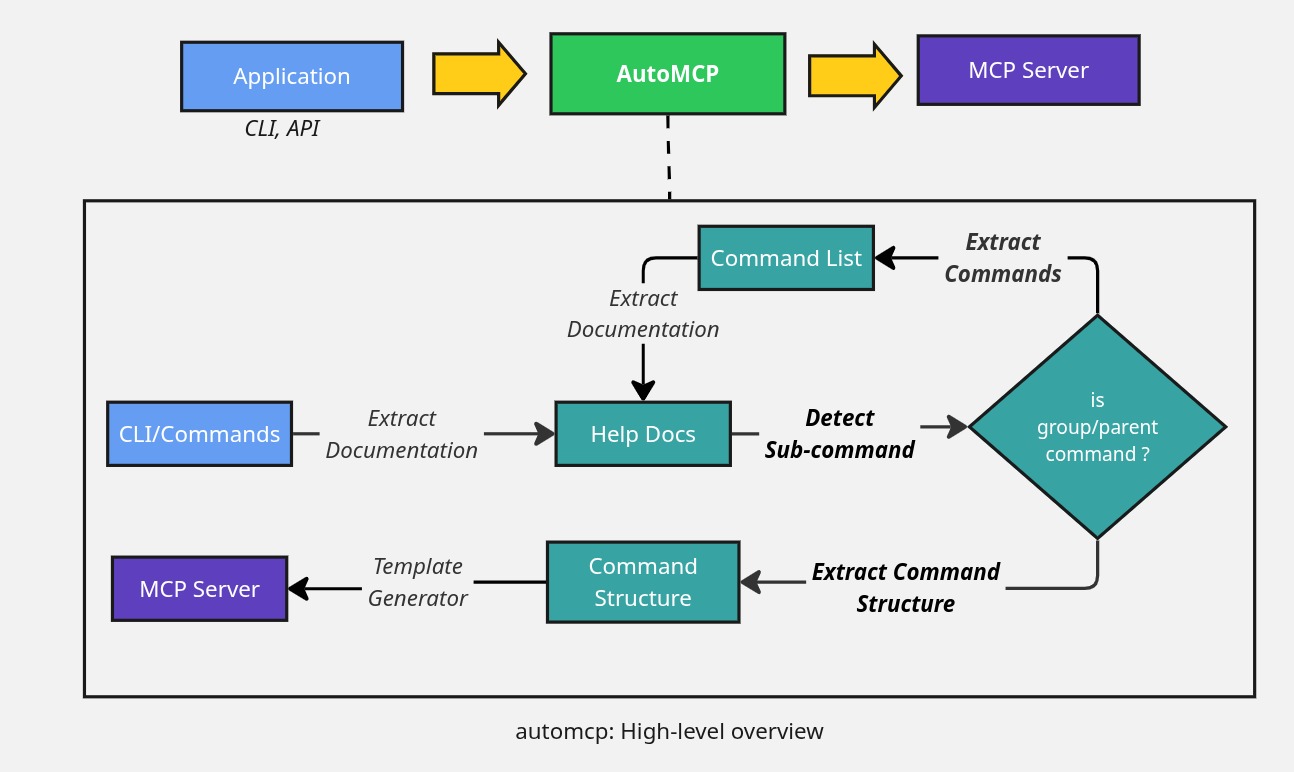 Application
AutoMCP
MCP Server
CLI, API
Command List
Extract
Commands
Extract
Documentation
is
group/parent
command ?
CLI/Commands
Extract
Documentation
Help Docs
Detect
Sub-command
MCP Server
Template
Generator
Command
Structure
Extract Command
Structure
automcp: High-level overview